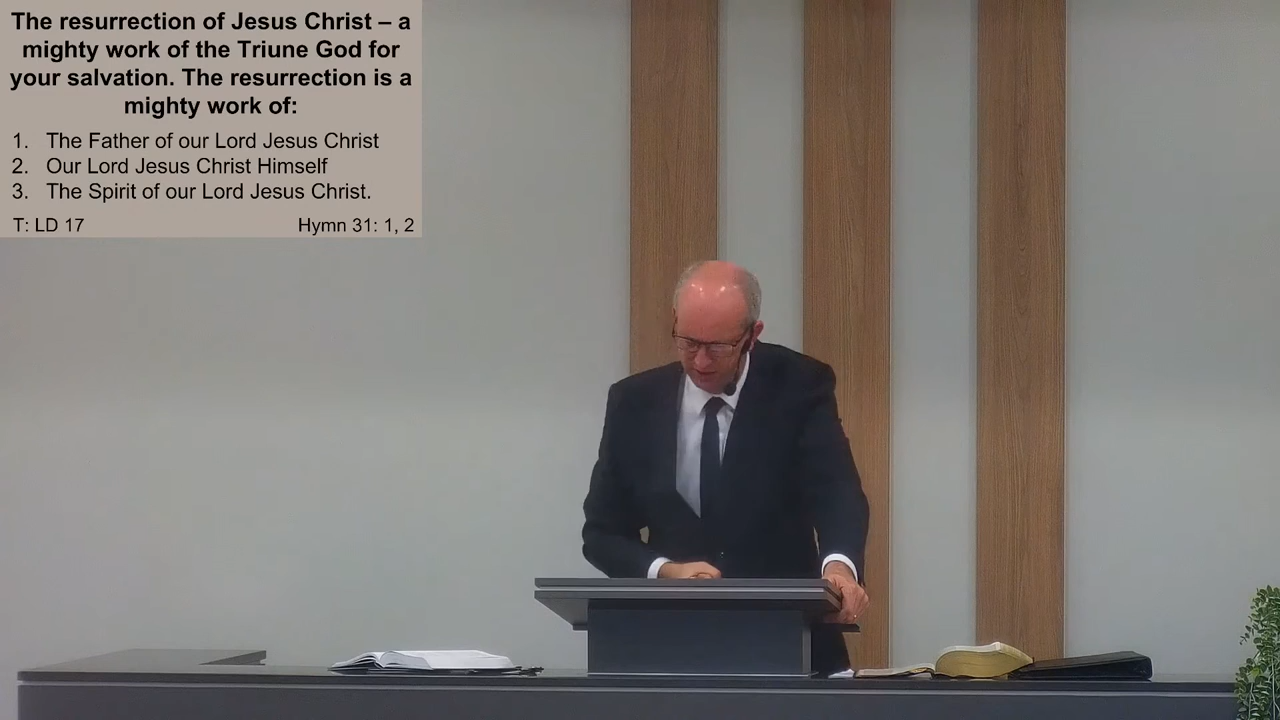 The resurrection of Jesus Christ – a
mighty work of the Triune God for
your salvation. The resurrection is a
mighty work of:
1. The Father of our Lord Jesus Christ
2. Our Lord Jesus Christ Himself
3. The Spirit of our Lord Jesus Christ.
T: LD 17 Hymn 31: 1, 2